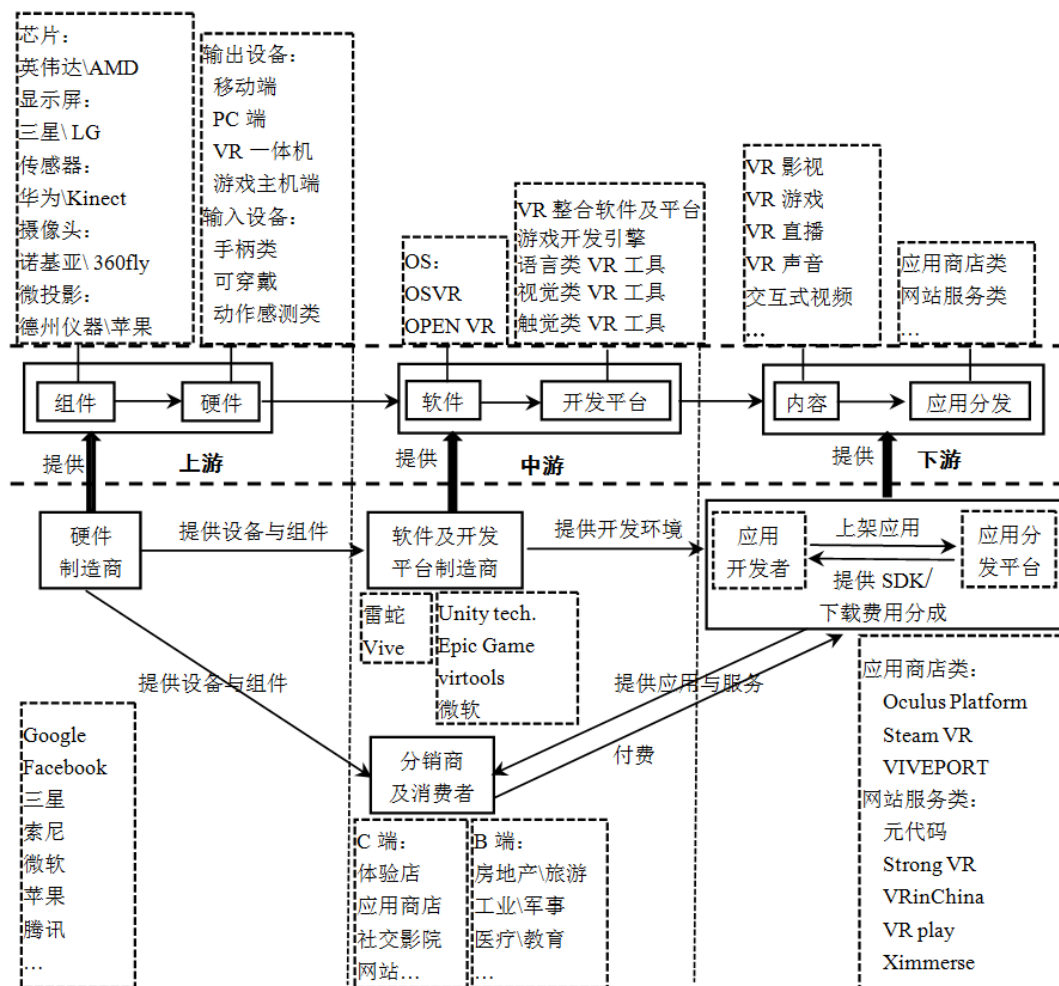 芯片：
英伟达\AMD
显示屏：
三星\ LG
传感器：
华为\Kinect
摄像头：
诺基亚\ 360fly
微投影：
德州仪器\苹果
输出设备：
移动端
PC 端
VR 一体机
游戏主机端
输入设备：
手柄类
可穿戴
动作感测类
OS：
OSVR
OPEN VR
VR 整合软件及平台
游戏开发引擎
语言类 VR 工具
视觉类 VR 工具
触觉类 VR 工具
VR 影视
VR 游戏
VR 直播
VR 声音
交互式视频
…
应用商店类
网站服务类
…
组件
硬件
软件
开发平台
内容
应用分发
提供
上游
提供
中游
提供
下游
硬件
制造商
提供设备与组件
软件及开发
平台制造商
提供开发环境
应用
开发者
上架应用
提供 SDK/
下载费用分成
应用分
发平台
雷蛇
Vive
Unity tech.
Epic Game
virtools
微软
提供设备与组件
提供应用与服务
付费
分销商
及消费者
Google
Facebook
三星
索尼
微软
苹果
腾讯
…
C 端：
体验店
应用商店
社交影院
网站…
B 端：
房地产\旅游
工业\军事
医疗\教育
…
应用商店类：
Oculus Platform
Steam VR
VIVEPORT
网站服务类：
元代码
Strong VR
VRinChina
VR play
Ximmerse